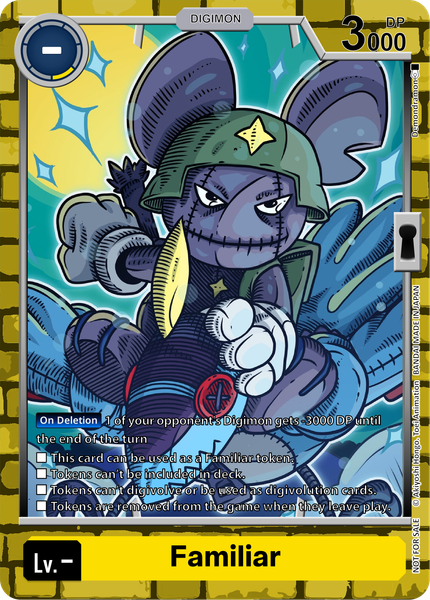 DIGIMON
-
3000
DP
Demondramon
On Deletion 1 of your opponent's Digimon gets -3000 DP until
the end of the turn
This card can be used as a Familiar token.
Tokens can't be included in deck.
Tokens can't digivolve or be used as digivolution cards.
Tokens are removed from the game when they leave play.
NOT FOR SALE © Akiyoshi Hongo, Toei Animation BANDAI MADE IN JAPAN
Lv.-
Familiar